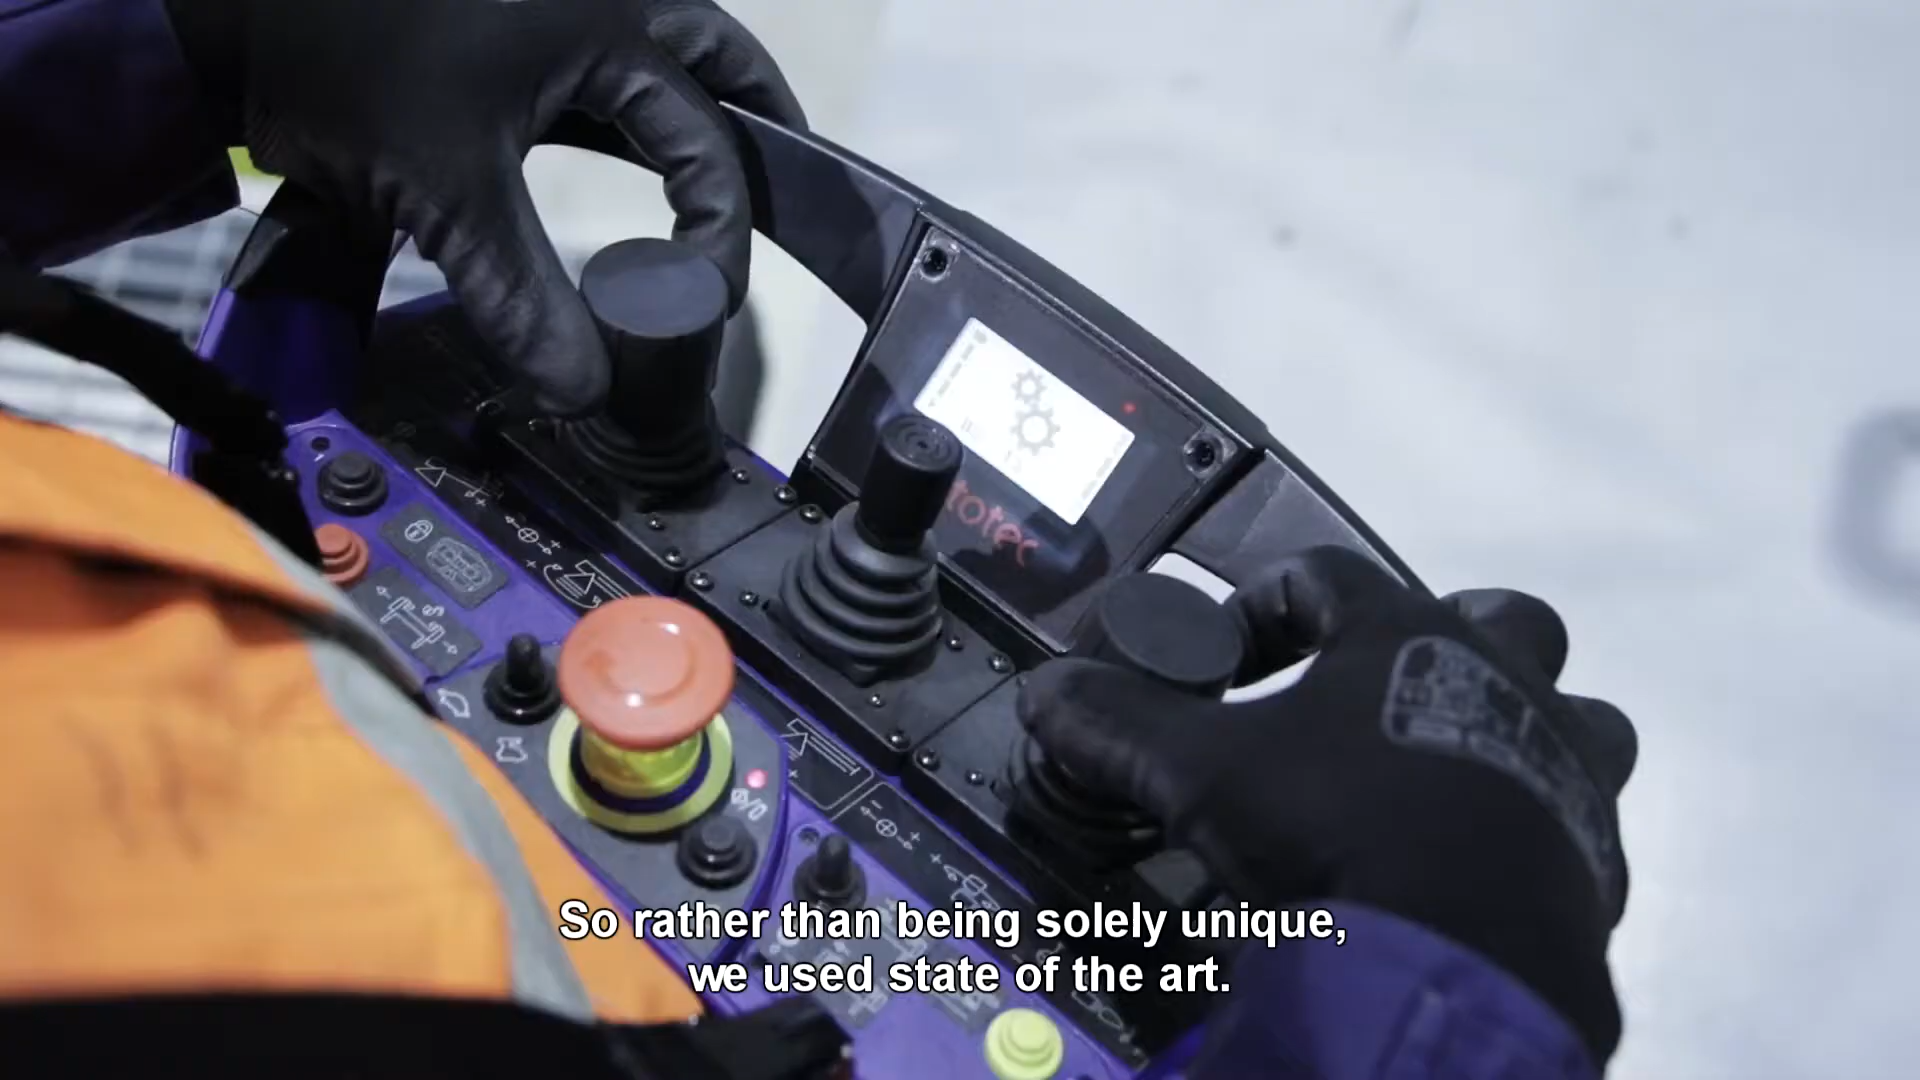 totec
So rather than being solely unique,
we used state of the art.